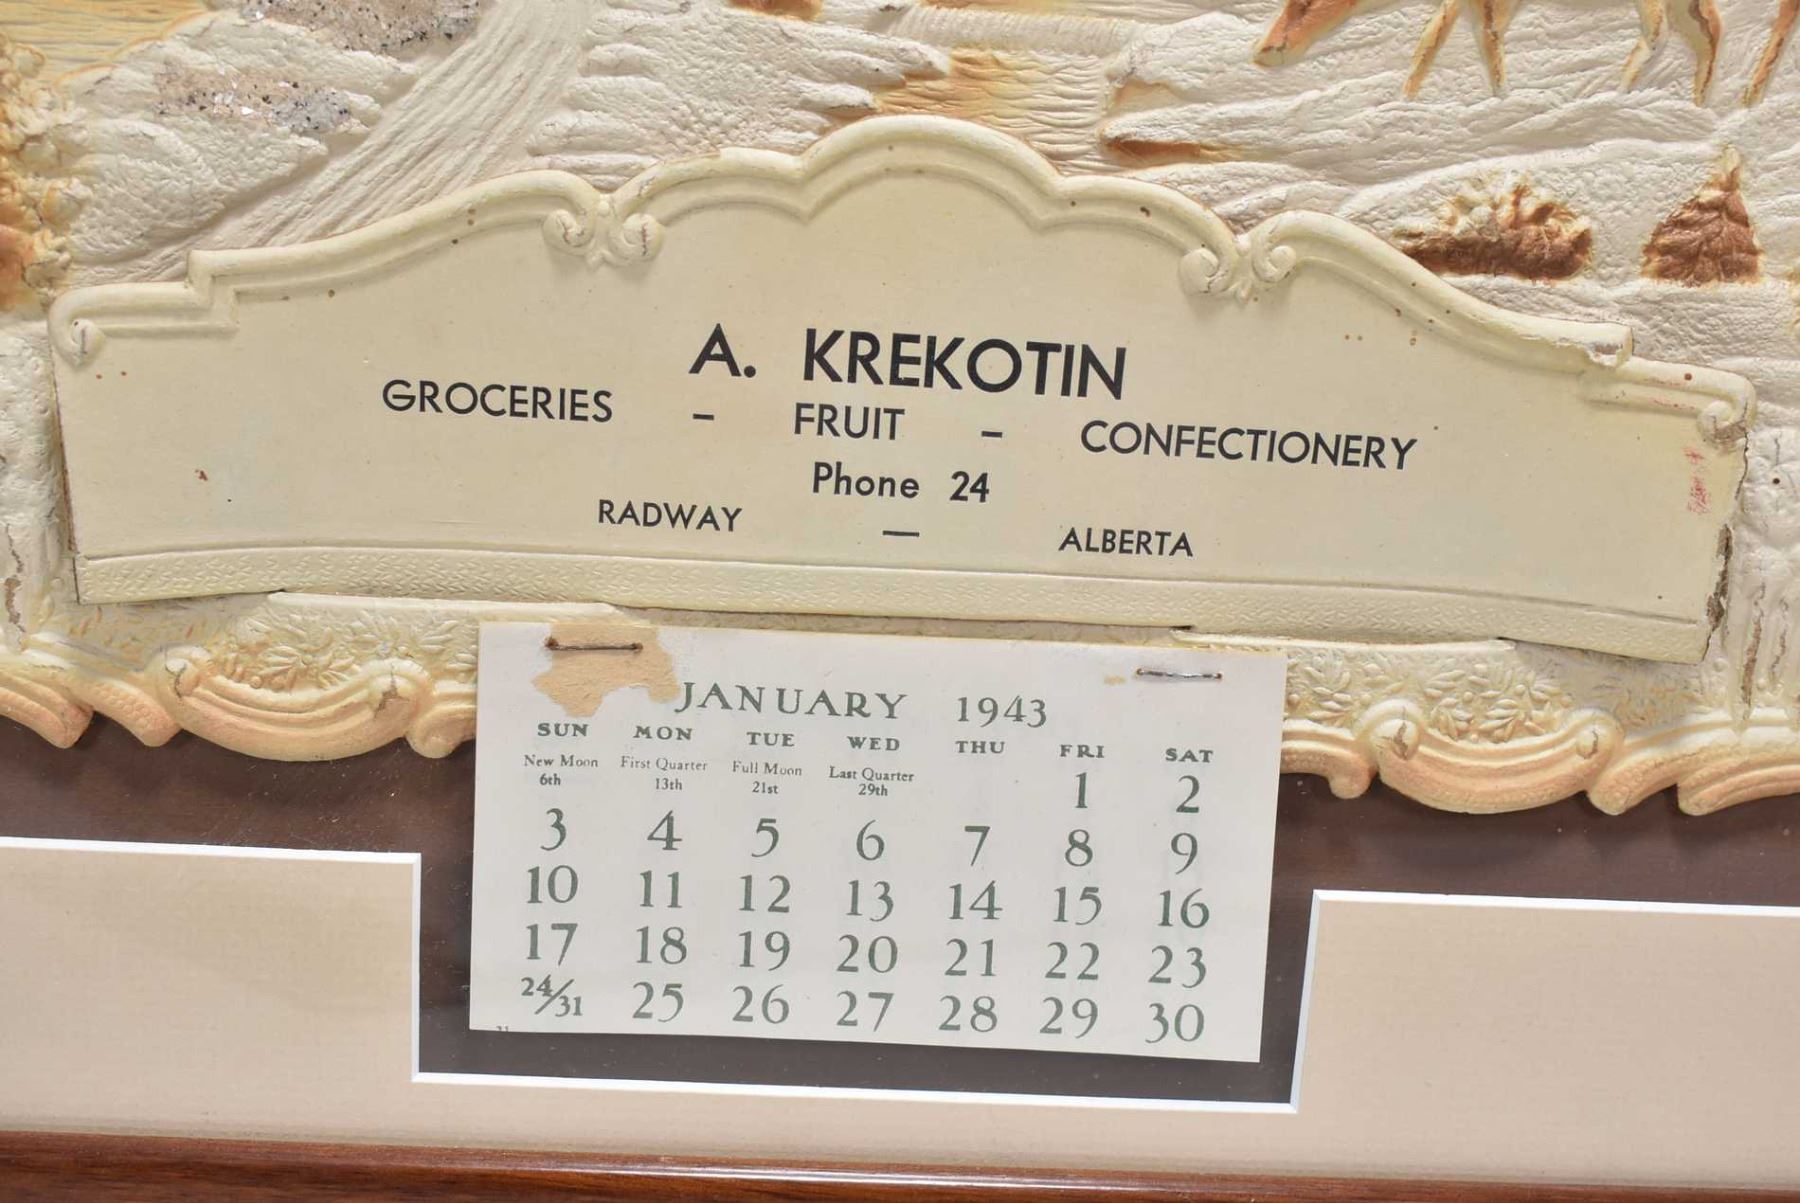 A. KREKOTIN
GROCERIES – FRUIT – CONFECTIONERY
Phone 24
RADWAY — ALBERTA
JANUARY 1943
SUN MON TUE WED THU FRI SAT
New Moon 6th First Quarter 13th Full Moon 21st Last Quarter 29th 1 2
3 4 5 6 7 8 9
10 11 12 13 14 15 16
17 18 19 20 21 22 23
24/31 25 26 27 28 29 30